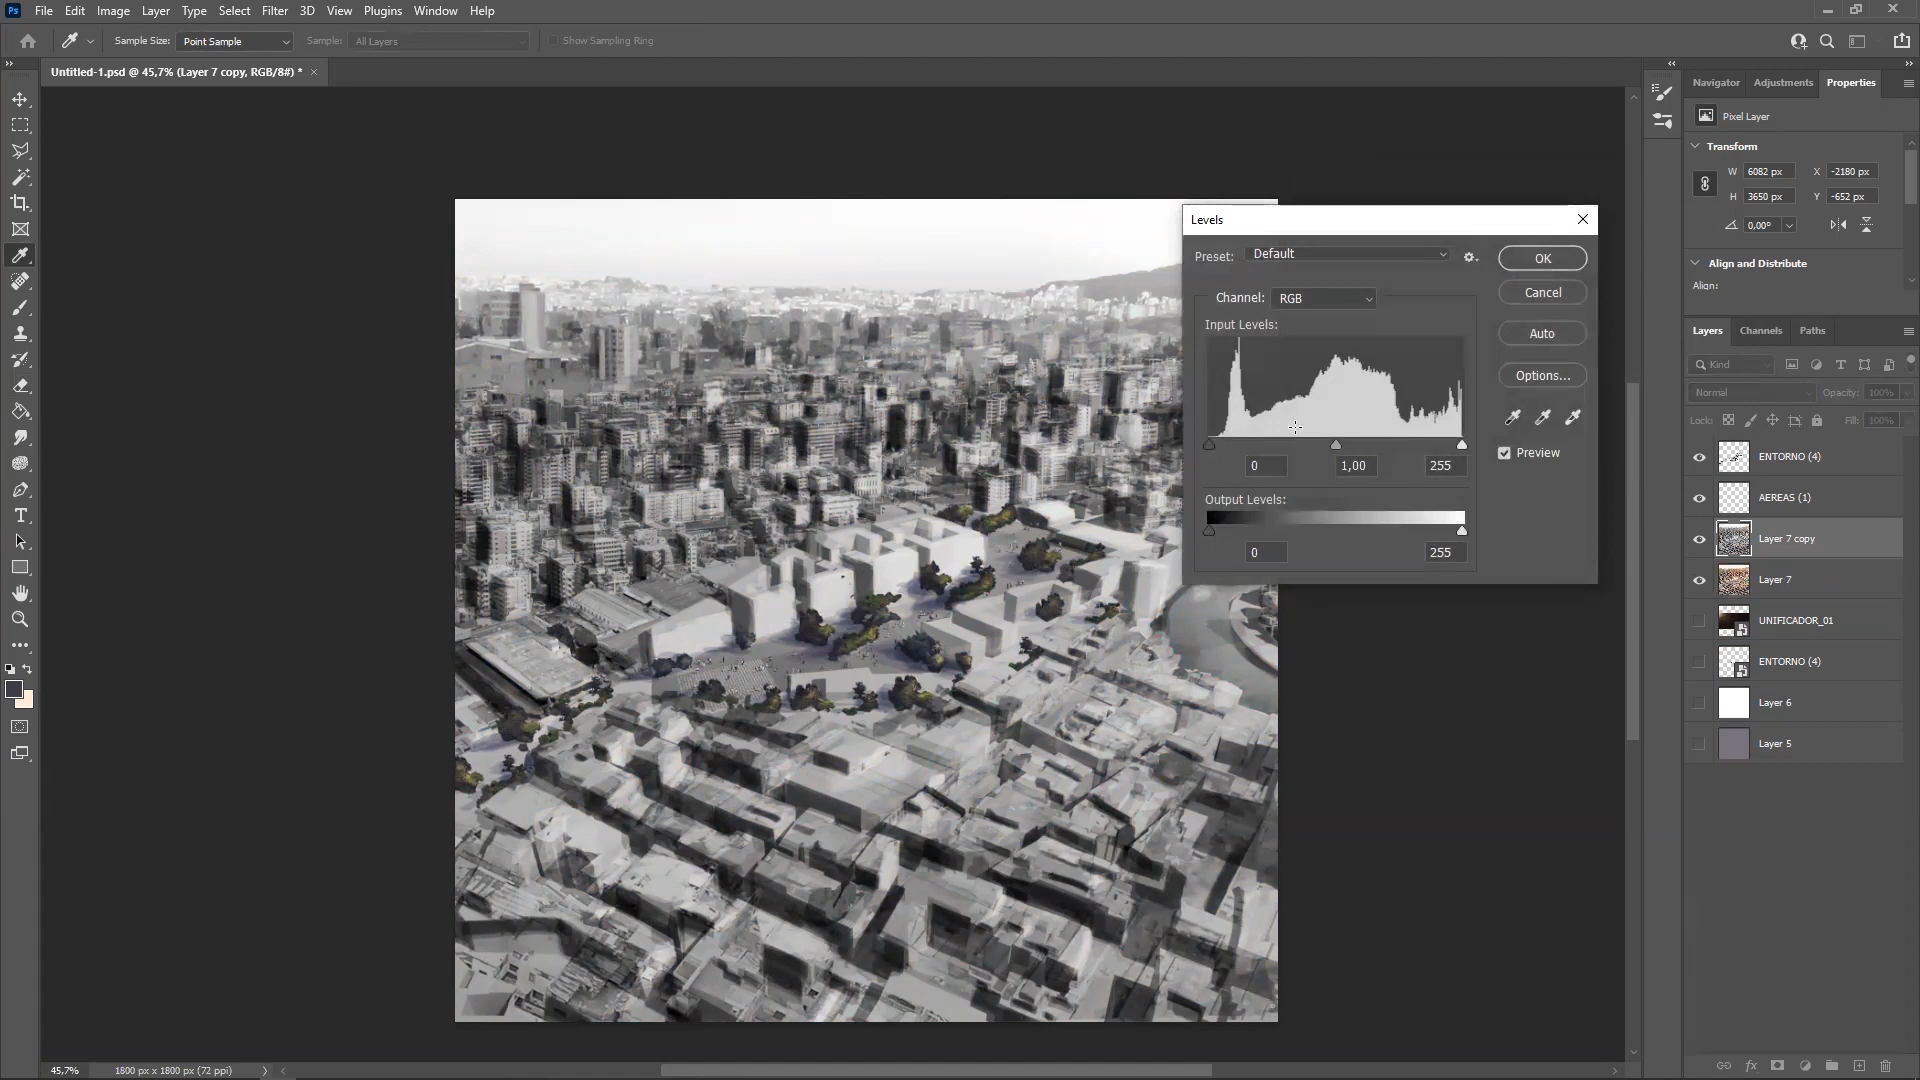 Ps File Edit Image Layer Type Select Filter 3D View Plugins Window Help
Sample Size: Point Sample Sample: All Layers Show Sampling Ring
Untitled-1.psd @ 45,7% (Layer 7 copy, RGB/8#) *
Navigator Adjustments Properties
Pixel Layer
Transform
W 6082 px X -2180 px
H 3650 px Y -652 px
0,00°
Align and Distribute
Align:
Levels
Preset: Default
OK
Channel: RGB
Cancel
Input Levels:
Auto
Options...
Preview
0 1,00 255
Output Levels:
0 255
Layers Channels Paths
Kind
Normal Opacity: 100%
Lock: Fill: 100%
ENTORNO (4)
AEREAS (1)
Layer 7 copy
Layer 7
UNIFICADOR_01
ENTORNO (4)
Layer 6
Layer 5
45,7% 1800 px x 1800 px (72 ppi)
fx